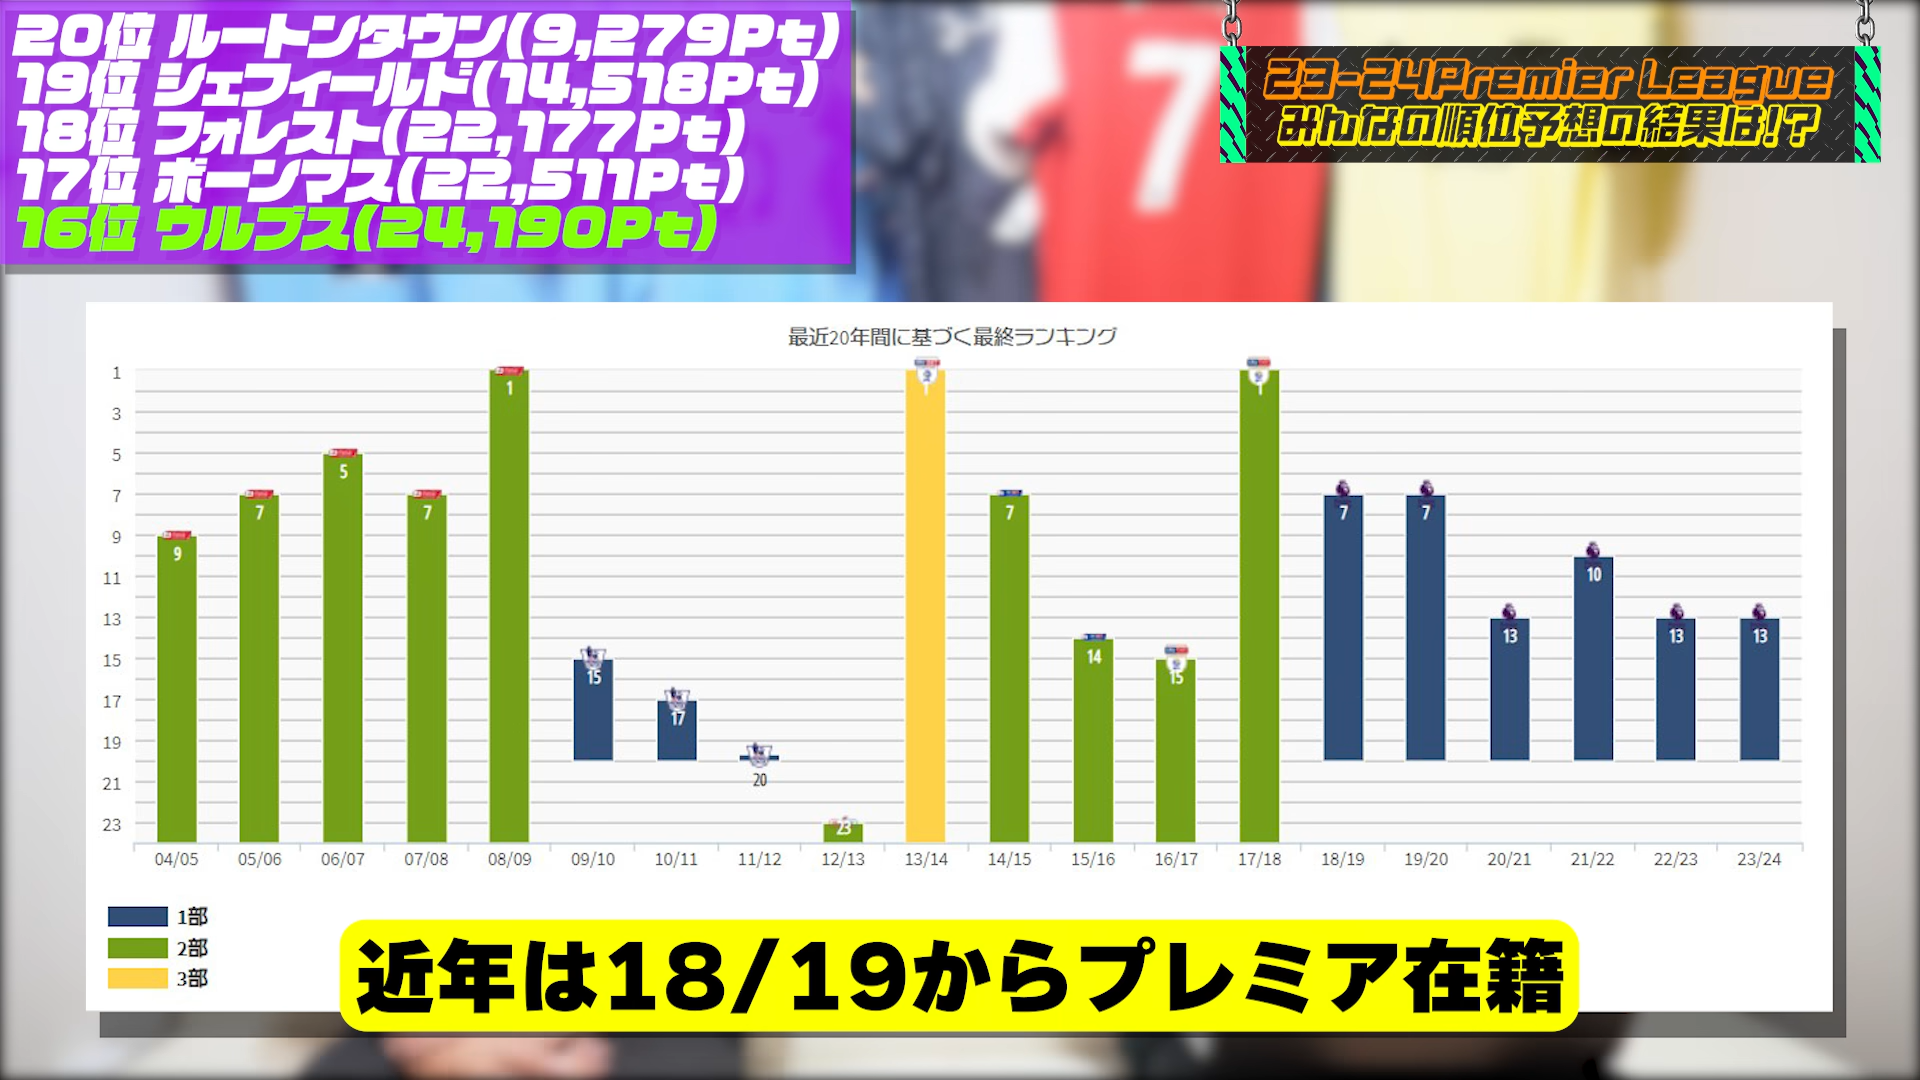 20位 ルートンタウン(9,279Pt)
19位 シェフィールド(14,518Pt)
18位 フォレスト(22,177Pt)
17位 ボーンマス(22,511Pt)
16位 ウルブス(24,190Pt)
7
23-24Premier League
みんなの順位予想の結果は!?
最近20年間に基づく最終ランキング
1
3
5
7
9
11
13
15
17
19
21
23
9
7
5
7
1
15
17
20
23
1
7
14
15
1
7
7
13
10
13
13
04/05 05/06 06/07 07/08 08/09 09/10 10/11 11/12 12/13 13/14 14/15 15/16 16/17 17/18 18/19 19/20 20/21 21/22 22/23 23/24
1部
2部
3部
近年は18/19からプレミア在籍